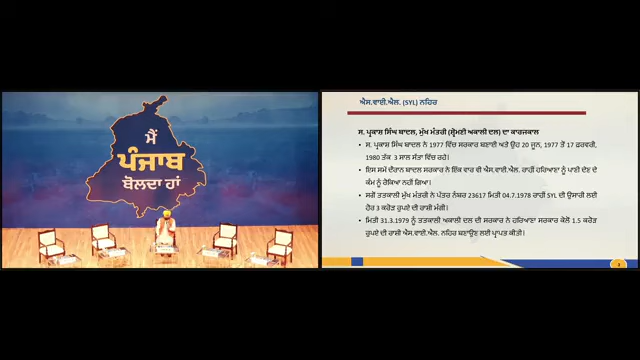 ਮੈਂ
ਪੰਜਾਬ
ਬੋਲਦਾ ਹਾਂ
ਐਸ.ਵਾਈ.ਐਲ. (SYL) ਨਹਿਰ
ਸ. ਪ੍ਰਕਾਸ਼ ਸਿੰਘ ਬਾਦਲ, ਮੁੱਖ ਮੰਤਰੀ (ਸ਼੍ਰੋਮਣੀ ਅਕਾਲੀ ਦਲ) ਦਾ ਕਾਰਜਕਾਲ
• ਸ. ਪ੍ਰਕਾਸ਼ ਸਿੰਘ ਬਾਦਲ ਨੇ 1977 ਵਿੱਚ ਸਰਕਾਰ ਬਣਾਈ ਅਤੇ ਉਹ 20 ਜੂਨ, 1977 ਤੋਂ 17 ਫ਼ਰਵਰੀ,
1980 ਤੱਕ 3 ਸਾਲ ਸੱਤਾ ਵਿੱਚ ਰਹੇ।
• ਇਸ ਸਮੇਂ ਦੌਰਾਨ ਬਾਦਲ ਸਰਕਾਰ ਨੇ ਇਕ ਵਾਰ ਵੀ ਐਸ.ਵਾਈ.ਐਲ. ਰਾਹੀਂ ਹਰਿਆਣਾ ਨੂੰ ਪਾਣੀ ਦੇਣ ਦੇ
ਕੰਮ ਨੂੰ ਰੋਕਿਆ ਨਹੀਂ ਗਿਆ।
• ਸਗੋਂ ਤਤਕਾਲੀ ਮੁੱਖ ਮੰਤਰੀ ਨੇ ਪੱਤਰ ਨੰਬਰ 23617 ਮਿਤੀ 04.7.1978 ਰਾਹੀਂ SYL ਦੀ ਉਸਾਰੀ ਲਈ
ਹੋਰ 3 ਕਰੋੜ ਰੁਪਏ ਦੀ ਰਾਸ਼ੀ ਮੰਗੀ।
• ਮਿਤੀ 31.3.1979 ਨੂੰ ਤਤਕਾਲੀ ਅਕਾਲੀ ਦਲ ਦੀ ਸਰਕਾਰ ਨੇ ਹਰਿਆਣਾ ਸਰਕਾਰ ਕੋਲੋਂ 1.5 ਕਰੋੜ
ਰੁਪਏ ਦੀ ਰਾਸ਼ੀ ਐਸ.ਵਾਈ.ਐਲ. ਨਹਿਰ ਬਣਾਉਣ ਲਈ ਪ੍ਰਾਪਤ ਕੀਤੀ।
3